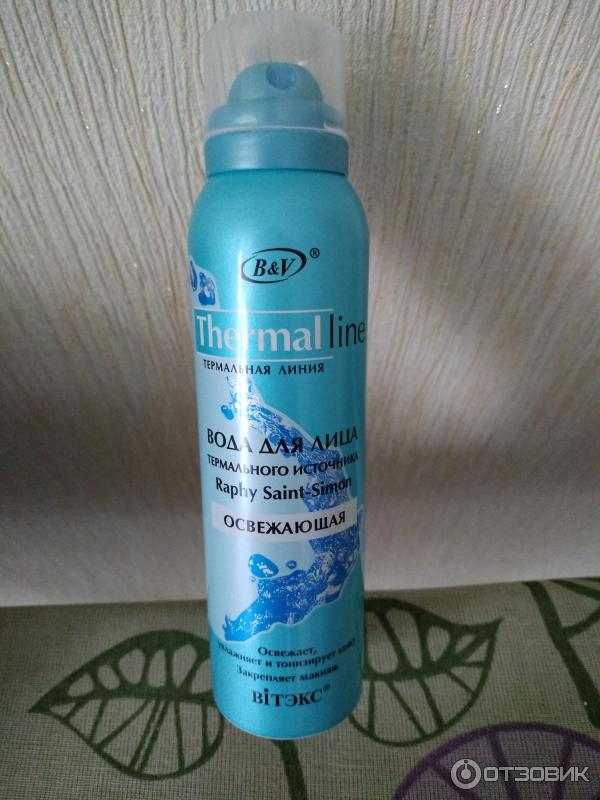 B&V®
Thermal line
ТЕРМАЛЬНАЯ ЛИНИЯ
ВОДА ДЛЯ ЛИЦА
ТЕРМАЛЬНОГО ИСТОЧНИКА
Raphy Saint-Simon
ОСВЕЖАЮЩАЯ
Освежает,
увлажняет и тонизирует кожу
Закрепляет макияж
ВIТЭКС®
ОТЗОВИК